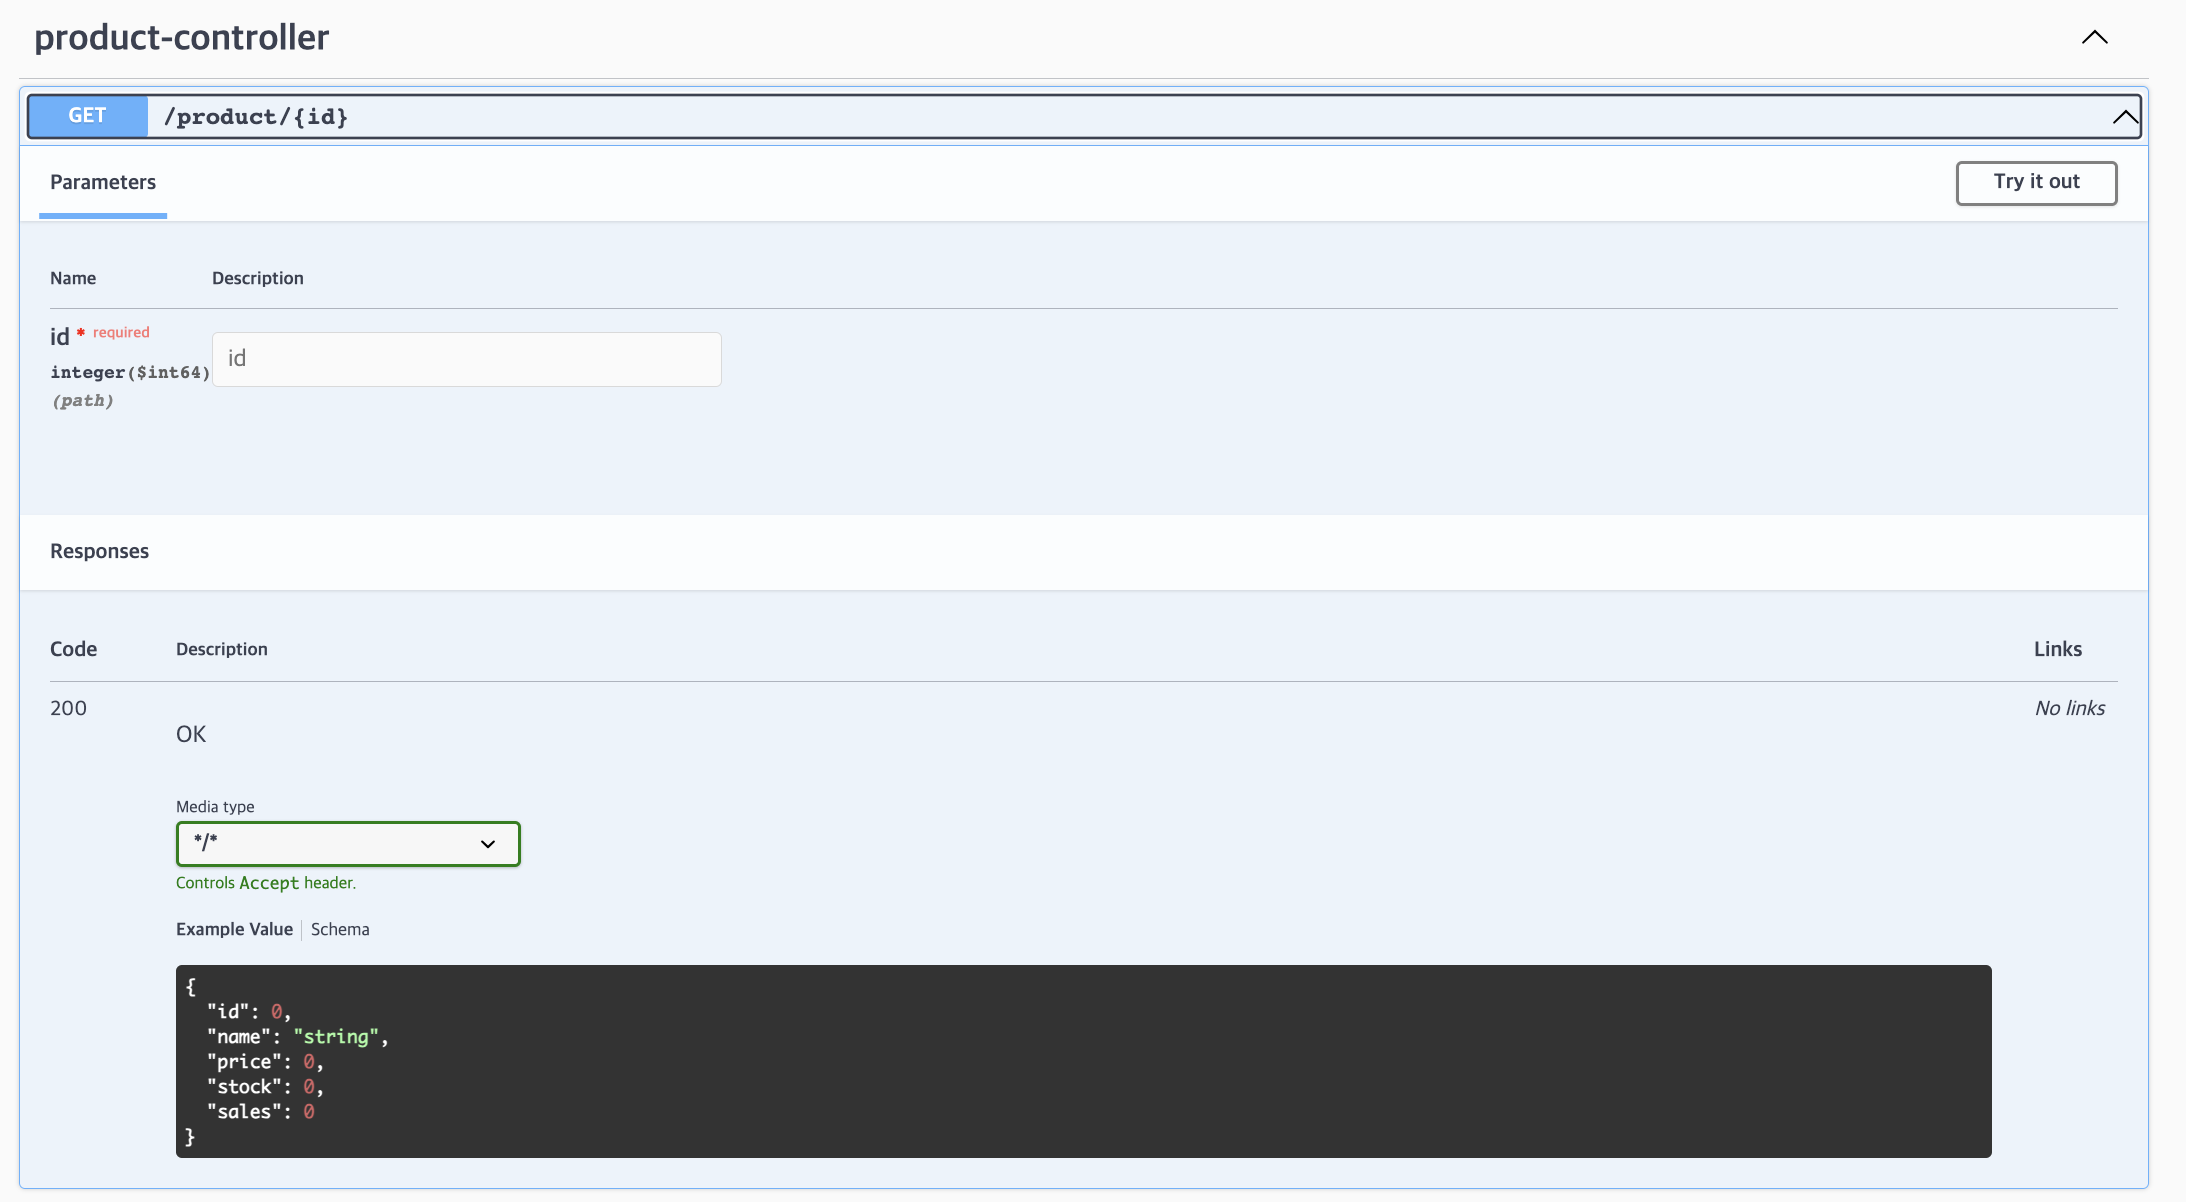 product-controller
GET /product/{id}
Parameters
Try it out
Name Description
id * required
integer($int64)
(path)
id
Responses
Code Description Links
200 No links
OK
Media type
*/*
Controls Accept header.
Example Value Schema
{
  "id": 0,
  "name": "string",
  "price": 0,
  "stock": 0,
  "sales": 0
}